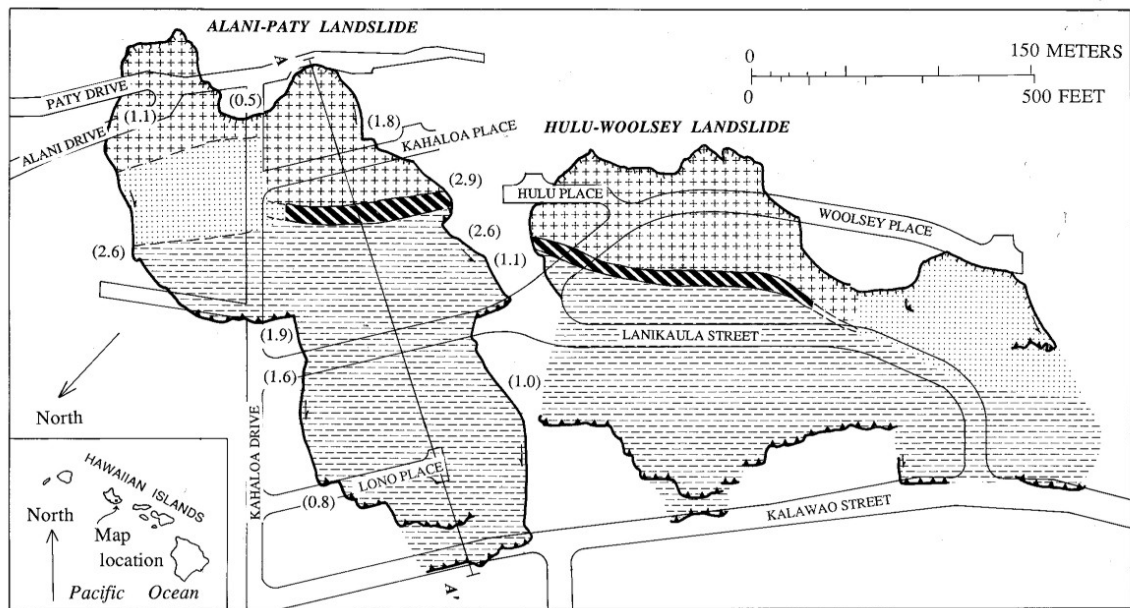 ALANI-PATY LANDSLIDE
A
0 150 METERS
0 500 FEET
PATY DRIVE
(0.5)
(1.1)
(1.8)
ALANI DRIVE
KAHALOA PLACE
HULU-WOOLSEY LANDSLIDE
(2.9)
HULU PLACE
WOOLSEY PLACE
(2.6)
(2.6)
(1.1)
(1.9)
LANIKAULA STREET
(1.6)
(1.0)
North
KAHALOA DRIVE
LONO PLACE
(0.8)
KALAWAO STREET
A'
HAWAIIAN ISLANDS
North
Map
location
Pacific Ocean